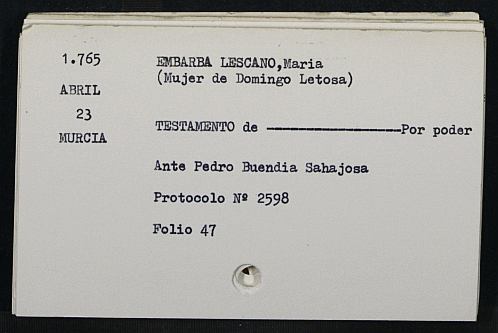 1.765
ABRIL
23
MURCIA
EMBARBA LESCANO,Maria
(Mujer de Domingo Letosa)
TESTAMENTO de --------------------Por poder
Ante Pedro Buendia Sahajosa
Protocolo Nº 2598
Folio 47